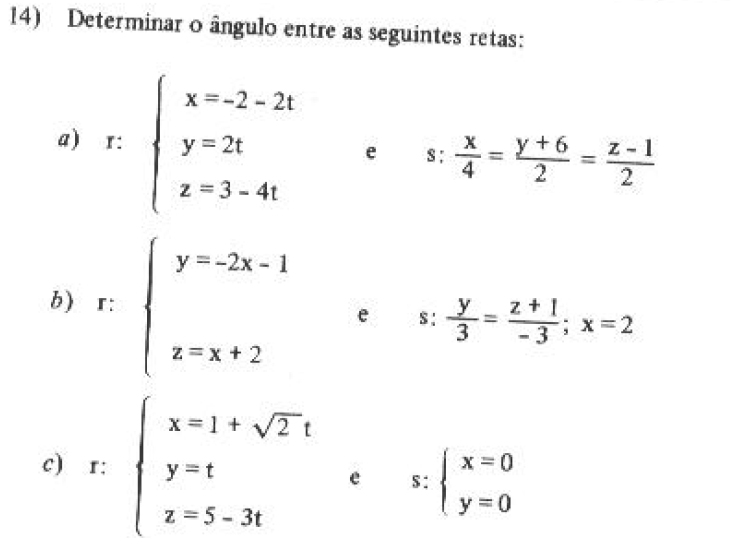 14) Determinar o ângulo entre as seguintes retas:
a) r: { x = -2 - 2t
y = 2t
z = 3 - 4t
e s: x/4 = (y + 6)/2 = (z - 1)/2
b) r: { y = -2x - 1
z = x + 2
e s: y/3 = (z + 1)/-3 ; x = 2
c) r: { x = 1 + √2 t
y = t
z = 5 - 3t
e s: { x = 0
y = 0